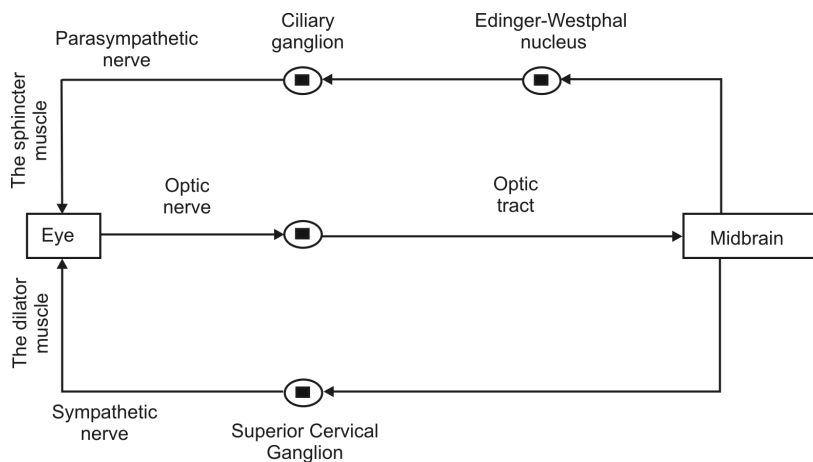 Ciliary
ganglion
Edinger-Westphal
nucleus
Parasympathetic
nerve
The sphincter
muscle
Optic
nerve
Optic
tract
Eye
Midbrain
The dilator
muscle
Sympathetic
nerve
Superior Cervical
Ganglion